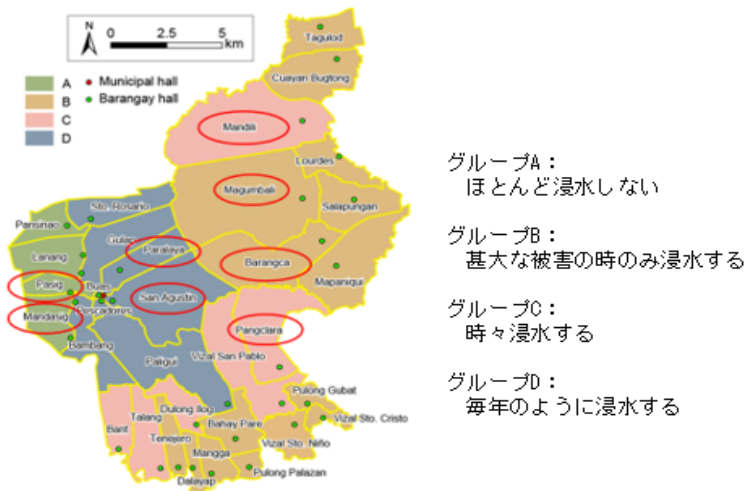 N
0 2.5 5
km
A
B
C
D
Municipal hall
Barangay hall
Tagulod
Cuayan Bugtong
Mandili
Lourdes
Magumbali
Salapungan
Sto. Rosario
Pansinao
Gulap
Paralaya
Lanang
Barangca
Mapaniqui
Pasig
Buas
San Agustin
Mandasig
Pescadores
Pangclara
Bambang
Vizal San Pablo
Paligui
Pulong Gubat
Dulong Ilog
Talang
Vizal Sto. Cristo
Bahay Pare
Bant
Tenejero
Vizal Sto. Niño
Mangga
Pulong Palazan
Dalayap
グループA:
ほとんど浸水しない
グループB:
甚大な被害の時のみ浸水する
グループC:
時々浸水する
グループD:
毎年のように浸水する